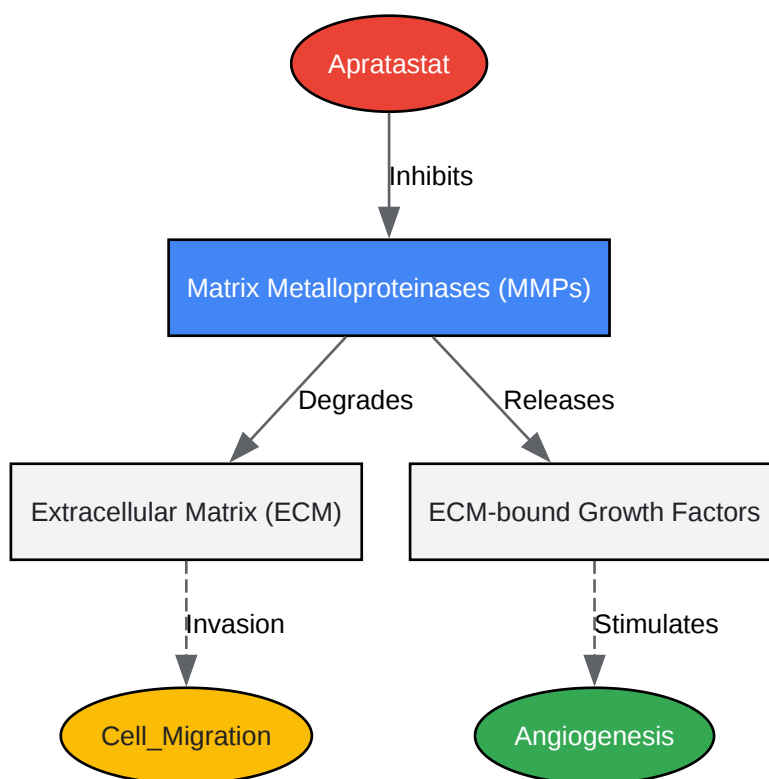 Apratastat
Inhibits
Matrix Metalloproteinases (MMPs)
Degrades
Releases
Extracellular Matrix (ECM)
ECM-bound Growth Factors
Invasion
Stimulates
Cell_Migration
Angiogenesis